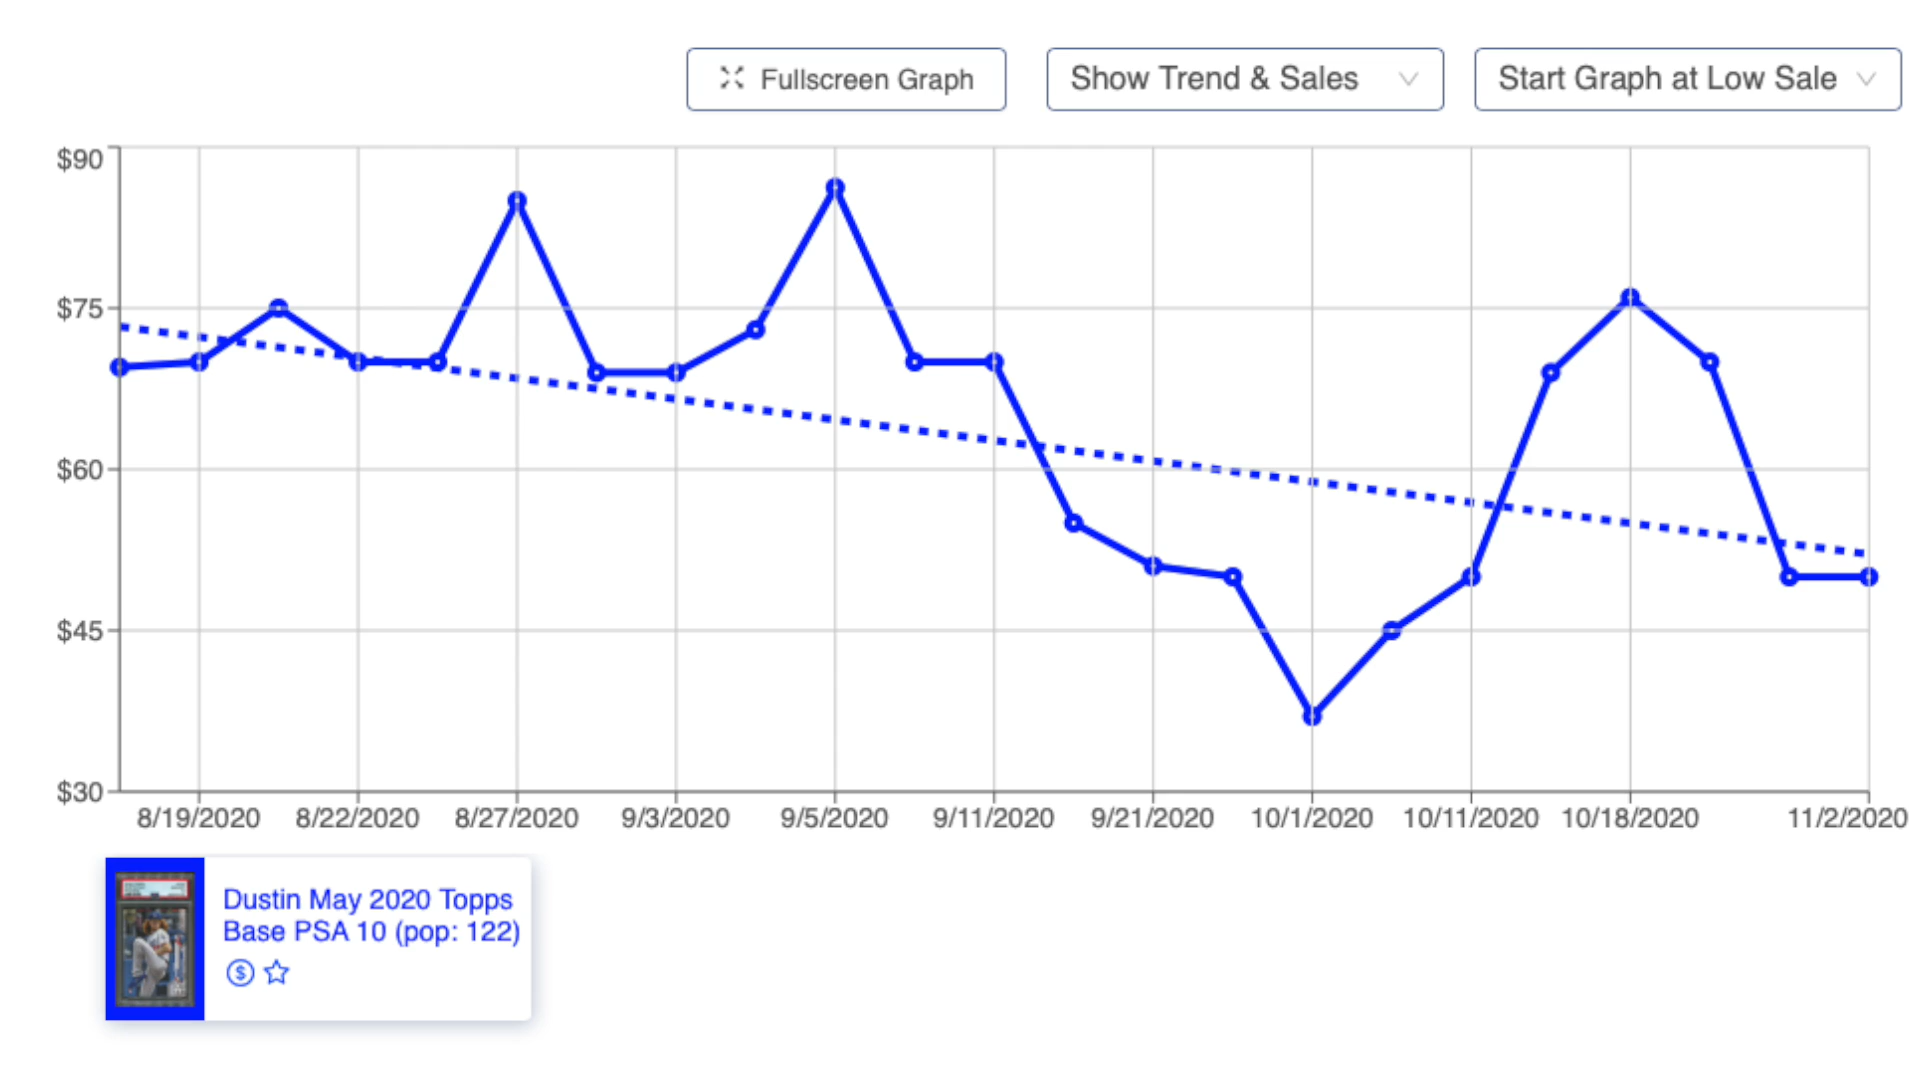 Fullscreen Graph
Show Trend & Sales
Start Graph at Low Sale
$90
$75
$60
$45
$30
8/19/2020 8/22/2020 8/27/2020 9/3/2020 9/5/2020 9/11/2020 9/21/2020 10/1/2020 10/11/2020 10/18/2020 11/2/2020
Dustin May 2020 Topps
Base PSA 10 (pop: 122)